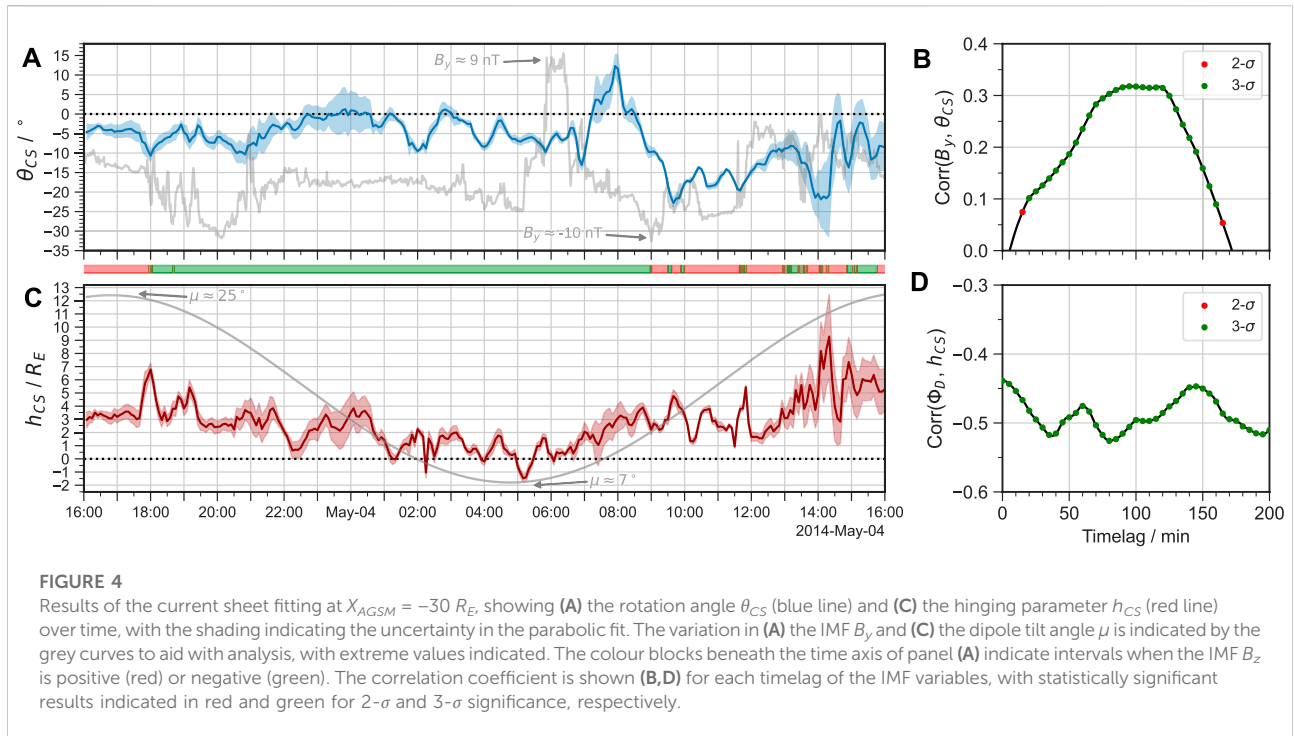 A
15
10
5
0
−5
−10
−15
−20
−25
−30
−35
θCS / °
By ≈ 9 nT
By ≈ -10 nT
B
0.4
0.3
0.2
0.1
0.0
Corr(By, θCS)
2-σ
3-σ
C
13
12
11
10
9
8
7
6
5
4
3
2
1
0
−1
−2
hCS / RE
μ ≈ 25°
μ ≈ 7°
16:00 18:00 20:00 22:00 May-04 02:00 04:00 06:00 08:00 10:00 12:00 14:00 16:00
2014-May-04
D
−0.3
−0.4
−0.5
−0.6
Corr(ΦD, hCS)
2-σ
3-σ
0 50 100 150 200
Timelag / min
FIGURE 4
Results of the current sheet fitting at XAGSM = −30 RE, showing (A) the rotation angle θCS (blue line) and (C) the hinging parameter hCS (red line)
over time, with the shading indicating the uncertainty in the parabolic fit. The variation in (A) the IMF By and (C) the dipole tilt angle μ is indicated by the
grey curves to aid with analysis, with extreme values indicated. The colour blocks beneath the time axis of panel (A) indicate intervals when the IMF Bz
is positive (red) or negative (green). The correlation coefficient is shown (B,D) for each timelag of the IMF variables, with statistically significant
results indicated in red and green for 2-σ and 3-σ significance, respectively.